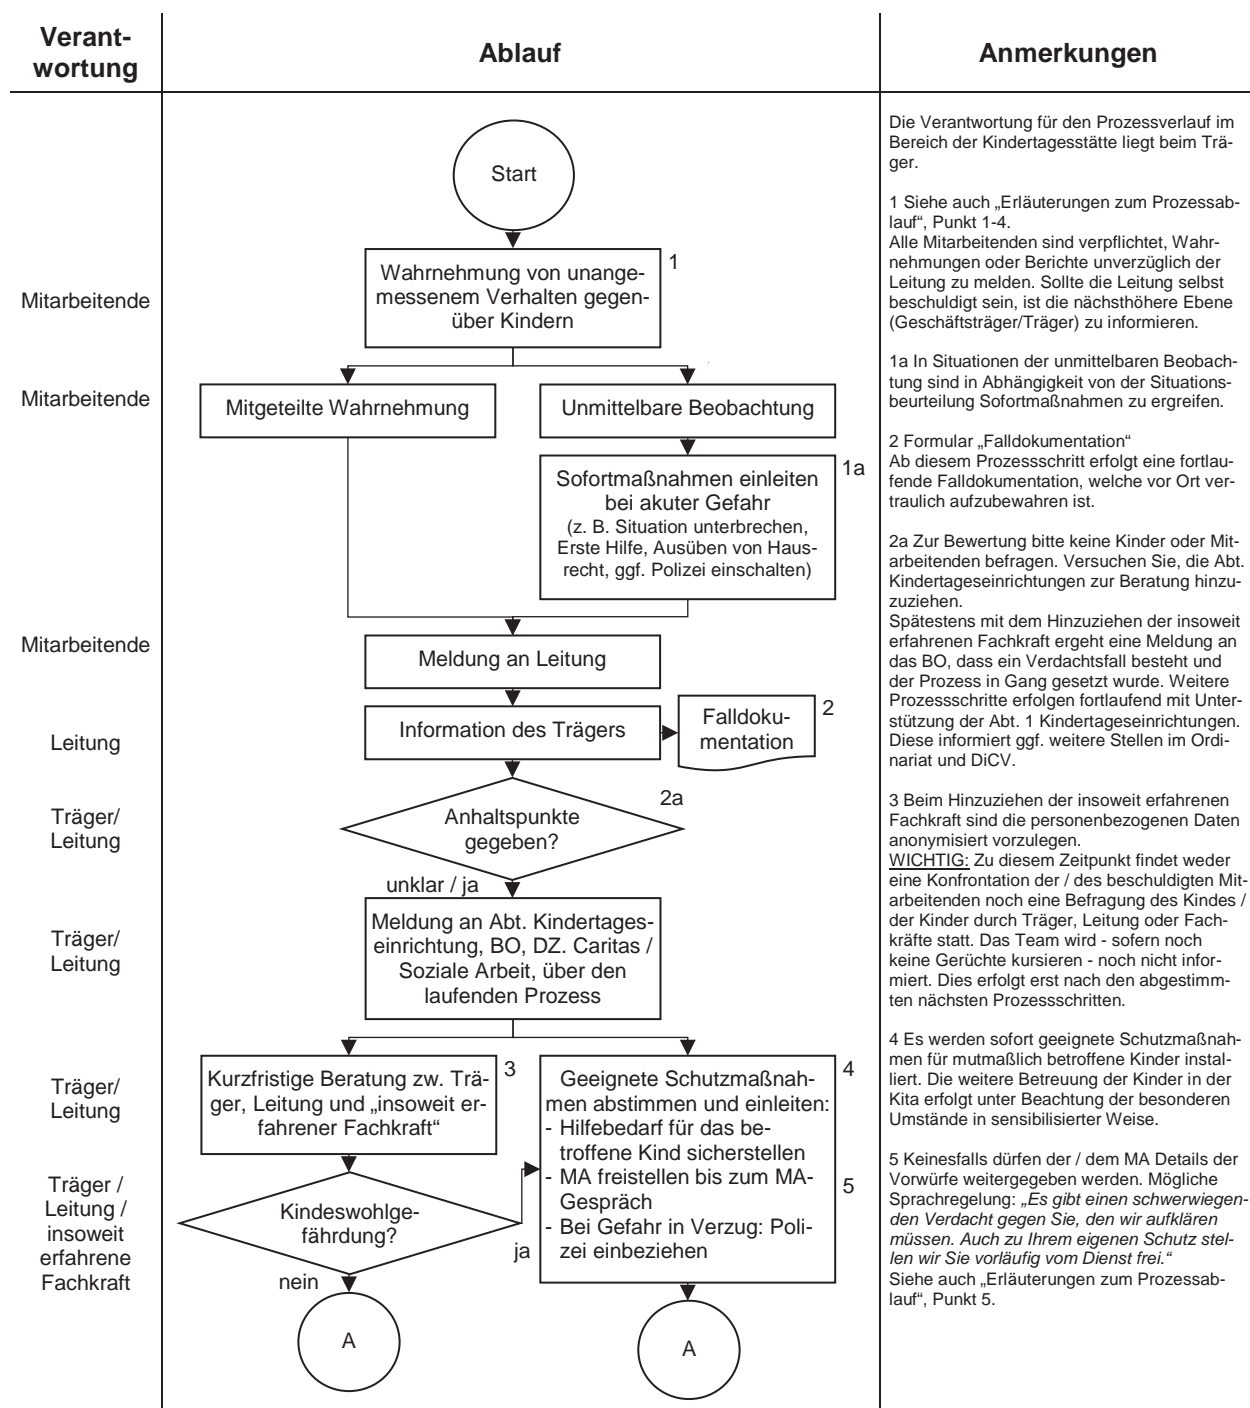 Verant-
wortung
Ablauf
Anmerkungen
Start
Wahrnehmung von unange-
messenem Verhalten gegen-
über Kindern
1
Mitarbeitende
Mitarbeitende
Mitgeteilte Wahrnehmung
Unmittelbare Beobachtung
Sofortmaßnahmen einleiten
bei akuter Gefahr
(z. B. Situation unterbrechen,
Erste Hilfe, Ausüben von Haus-
recht, ggf. Polizei einschalten)
1a
Mitarbeitende
Meldung an Leitung
Leitung
Information des Trägers
Falldoku-
mentation
2
Träger/
Leitung
Anhaltspunkte
gegeben?
2a
unklar / ja
Träger/
Leitung
Meldung an Abt. Kindertages-
einrichtung, BO, DZ. Caritas /
Soziale Arbeit, über den
laufenden Prozess
Träger/
Leitung
Kurzfristige Beratung zw. Trä-
ger, Leitung und „insoweit er-
fahrener Fachkraft“
3
Geeignete Schutzmaßnah-
men abstimmen und einleiten:
- Hilfebedarf für das be-
troffene Kind sicherstellen
- MA freistellen bis zum MA-
Gespräch
- Bei Gefahr in Verzug: Poli-
zei einbeziehen
4
5
Träger /
Leitung /
insoweit
erfahrene
Fachkraft
Kindeswohlge-
fährdung?
ja
nein
A
A
Die Verantwortung für den Prozessverlauf im
Bereich der Kindertagesstätte liegt beim Trä-
ger.
1 Siehe auch „Erläuterungen zum Prozessab-
lauf“, Punkt 1-4.
Alle Mitarbeitenden sind verpflichtet, Wahr-
nehmungen oder Berichte unverzüglich der
Leitung zu melden. Sollte die Leitung selbst
beschuldigt sein, ist die nächsthöhere Ebene
(Geschäftsträger/Träger) zu informieren.
1a In Situationen der unmittelbaren Beobach-
tung sind in Abhängigkeit von der Situations-
beurteilung Sofortmaßnahmen zu ergreifen.
2 Formular „Falldokumentation“
Ab diesem Prozessschritt erfolgt eine fortlau-
fende Falldokumentation, welche vor Ort ver-
traulich aufzubewahren ist.
2a Zur Bewertung bitte keine Kinder oder Mit-
arbeitenden befragen. Versuchen Sie, die Abt.
Kindertageseinrichtungen zur Beratung hinzu-
zuziehen.
Spätestens mit dem Hinzuziehen der insoweit
erfahrenen Fachkraft ergeht eine Meldung an
das BO, dass ein Verdachtsfall besteht und
der Prozess in Gang gesetzt wurde. Weitere
Prozessschritte erfolgen fortlaufend mit Unter-
stützung der Abt. 1 Kindertageseinrichtungen.
Diese informiert ggf. weitere Stellen im Ordi-
nariat und DiCV.
3 Beim Hinzuziehen der insoweit erfahrenen
Fachkraft sind die personenbezogenen Daten
anonymisiert vorzulegen.
WICHTIG: Zu diesem Zeitpunkt findet weder
eine Konfrontation der / des beschuldigten Mit-
arbeitenden noch eine Befragung des Kindes /
der Kinder durch Träger, Leitung oder Fach-
kräfte statt. Das Team wird - sofern noch
keine Gerüchte kursieren - noch nicht infor-
miert. Dies erfolgt erst nach den abgestimm-
ten nächsten Prozessschritten.
4 Es werden sofort geeignete Schutzmaßnah-
men für mutmaßlich betroffene Kinder instal-
liert. Die weitere Betreuung der Kinder in der
Kita erfolgt unter Beachtung der besonderen
Umstände in sensibilisierter Weise.
5 Keinesfalls dürfen der / dem MA Details der
Vorwürfe weitergegeben werden. Mögliche
Sprachregelung: „Es gibt einen schwerwiegen-
den Verdacht gegen Sie, den wir aufklären
müssen. Auch zu Ihrem eigenen Schutz stel-
len wir Sie vorläufig vom Dienst frei.“
Siehe auch „Erläuterungen zum Prozessab-
lauf“, Punkt 5.